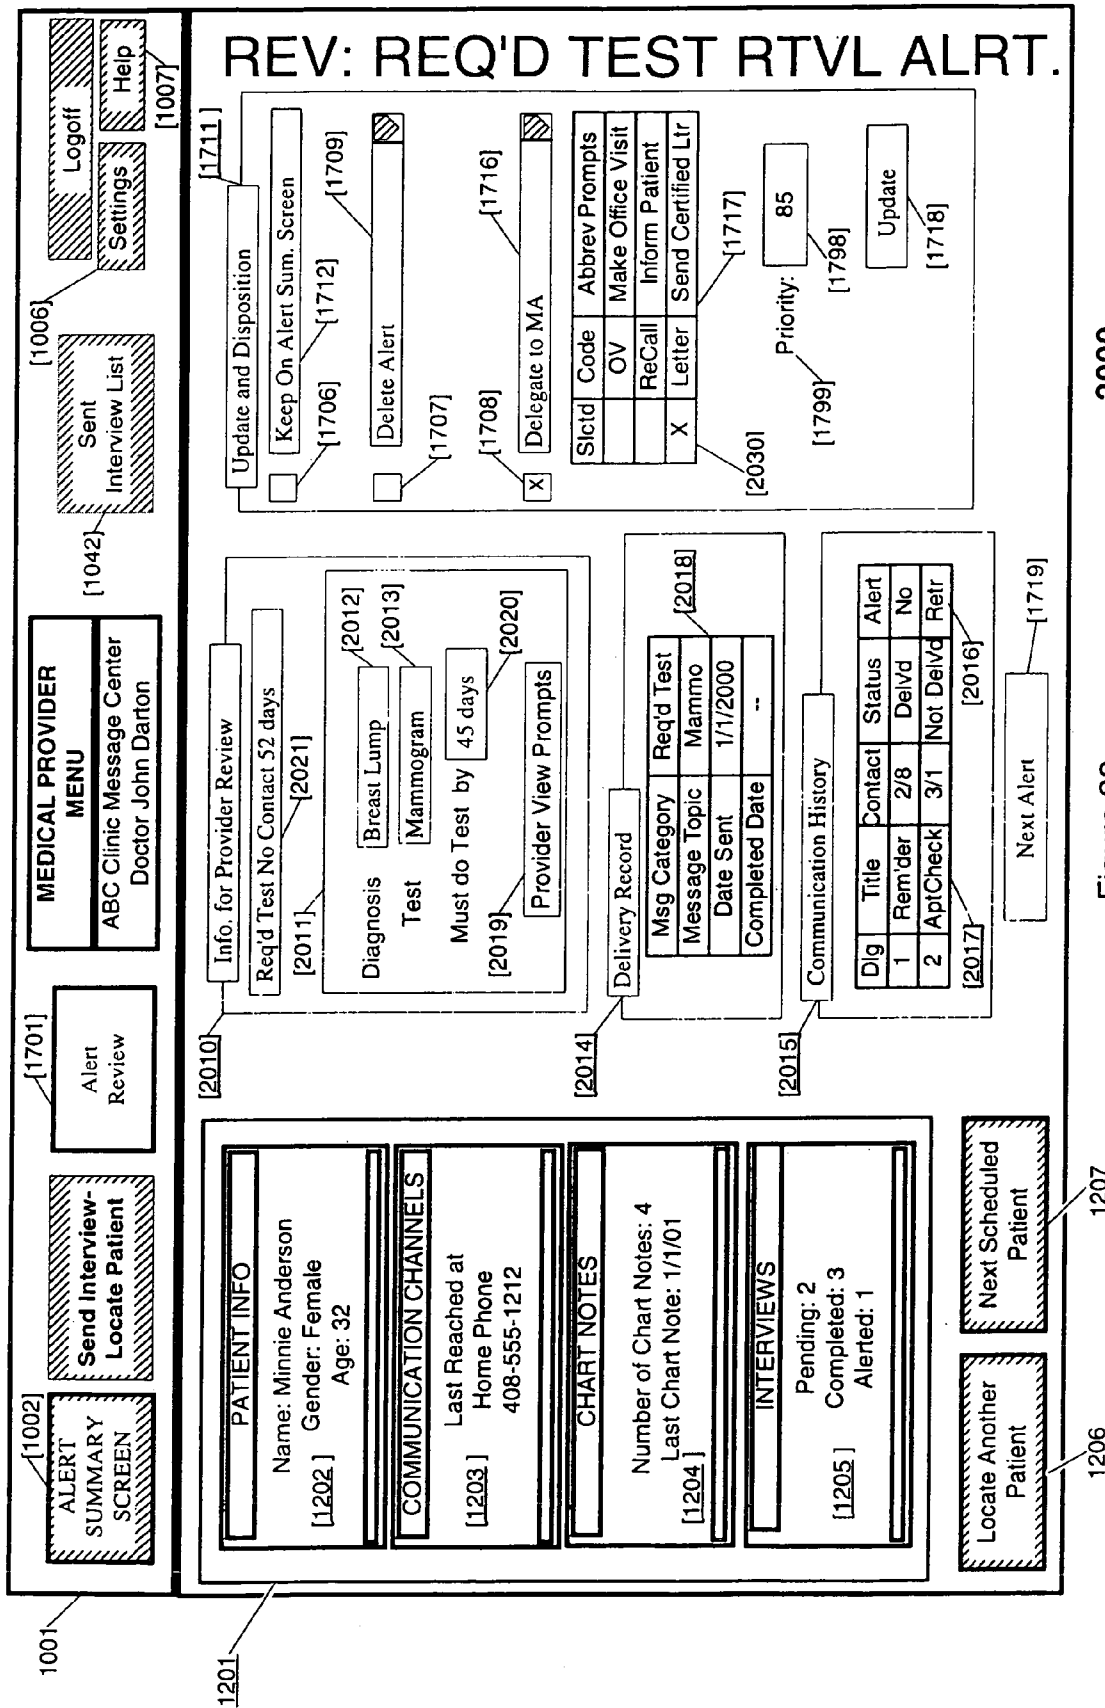 1001
[1002]
ALERT
SUMMARY
SCREEN
Send Interview-
Locate Patient
[1701]
Alert
Review
MEDICAL PROVIDER
MENU
ABC Clinic Message Center
Doctor John Darton
[1042]
Sent
Interview List
[1006]
Logoff
Settings
Help
[1007]
REV: REQ'D TEST RTVL ALRT.
1201
PATIENT INFO
Name: Minnie Anderson
Gender: Female
Age: 32
[1202]
COMMUNICATION CHANNELS
Last Reached at
Home Phone
408-555-1212
[1203]
CHART NOTES
Number of Chart Notes: 4
Last Chart Note: 1/1/01
[1204]
INTERVIEWS
Pending: 2
Completed: 3
Alerted: 1
[1205]
Locate Another
Patient
1206
Next Scheduled
Patient
1207
[2010]
Info. for Provider Review
Req'd Test No Contact 52 days
[2011]
[2021]
Diagnosis
Breast Lump
[2012]
Test
Mammogram
[2013]
Must do Test by
45 days
[2019]
[2020]
Provider View Prompts
[2014]
Delivery Record
[2018]
Msg Category Req'd Test
Message Topic Mammo
Date Sent 1/1/2000
Completed Date --
[2015]
Communication History
Dlg Title Contact Status Alert
1 Rem'der 2/8 Delvd No
2 AptCheck 3/1 Not Delvd Retr
[2017]
[2016]
Next Alert
[1719]
[1711]
Update and Disposition
Keep On Alert Sum. Screen
[1706]
[1712]
[1709]
Delete Alert
[1707]
[1708]
[1716]
X Delegate to MA
Slctd Code Abbrev Prompts
OV Make Office Visit
ReCall Inform Patient
X Letter Send Certified Ltr
[2030]
[1717]
Priority: 85
[1799]
[1798]
Update
[1718]